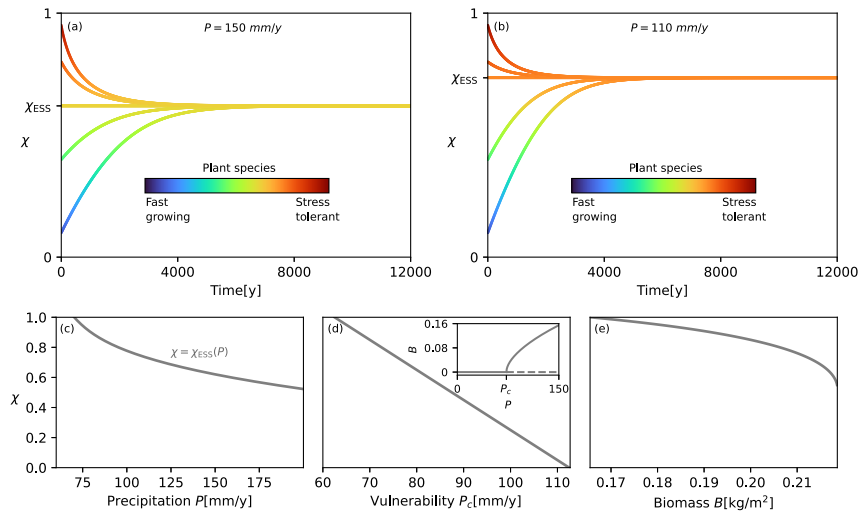 1
(a)
P = 150 mm/y
χESS
χ
Plant species
Fast growing
Stress tolerant
0
0 4000 8000 12000
Time[y]
1
(b)
P = 110 mm/y
χESS
χ
Plant species
Fast growing
Stress tolerant
0
0 4000 8000 12000
Time[y]
1.0
0.8
0.6
0.4
0.2
0.0
χ
(c)
χ = χESS(P)
75 100 125 150 175
Precipitation P[mm/y]
(d)
0.16
0.08
0
B
0 Pc 150
P
60 70 80 90 100 110
Vulnerability Pc[mm/y]
(e)
0.17 0.18 0.19 0.20 0.21
Biomass B[kg/m²]